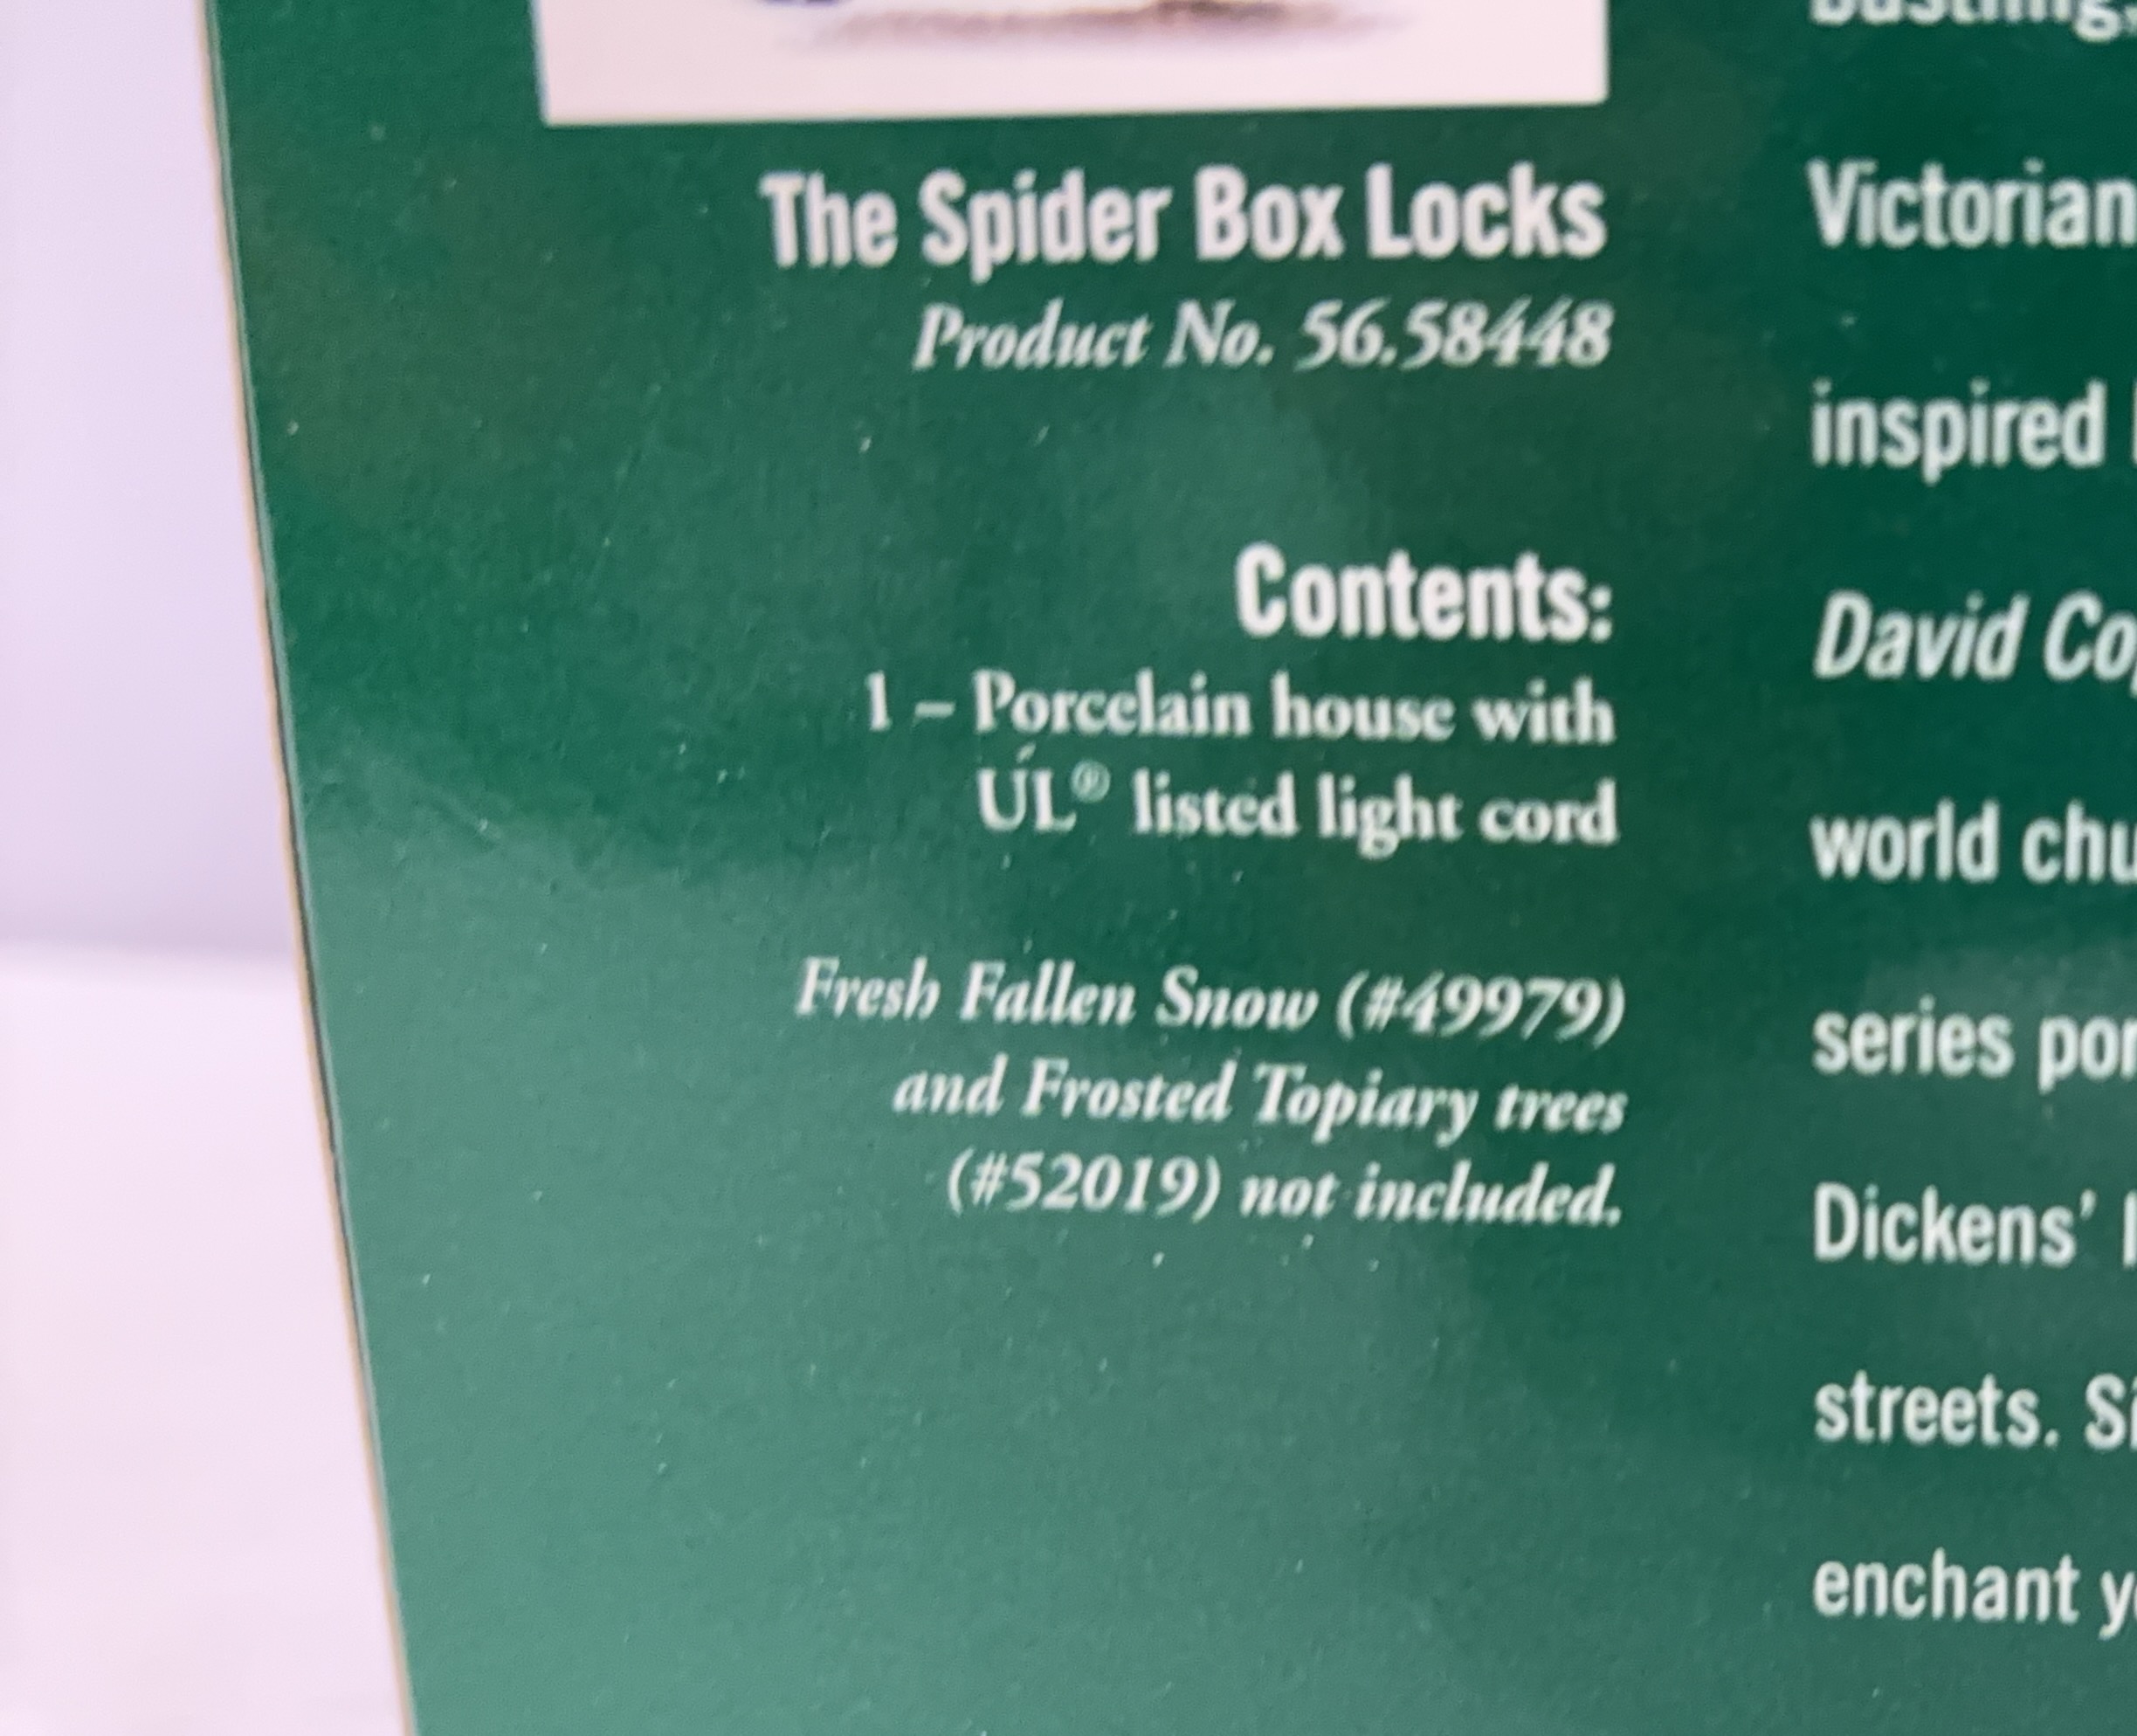 The Spider Box Locks
Product No. 56.58448
Contents:
1 – Porcelain house with
UL® listed light cord
Fresh Fallen Snow (#49979)
and Frosted Topiary trees
(#52019) not included.
Victorian
inspired
David Co
world chu
series por
Dickens'
streets. Si
enchant y